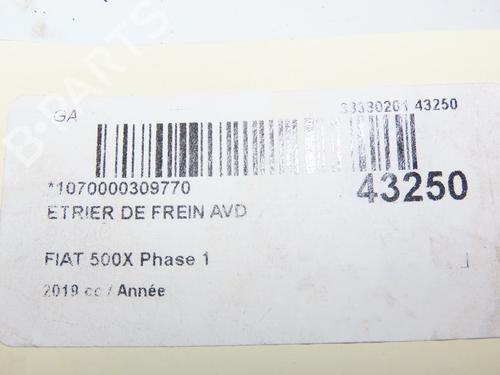 GA 33330261 43250
*1070000309770 43250
ETRIER DE FREIN AVD
FIAT 500X Phase 1
2019 cc / Année
B-PARTS